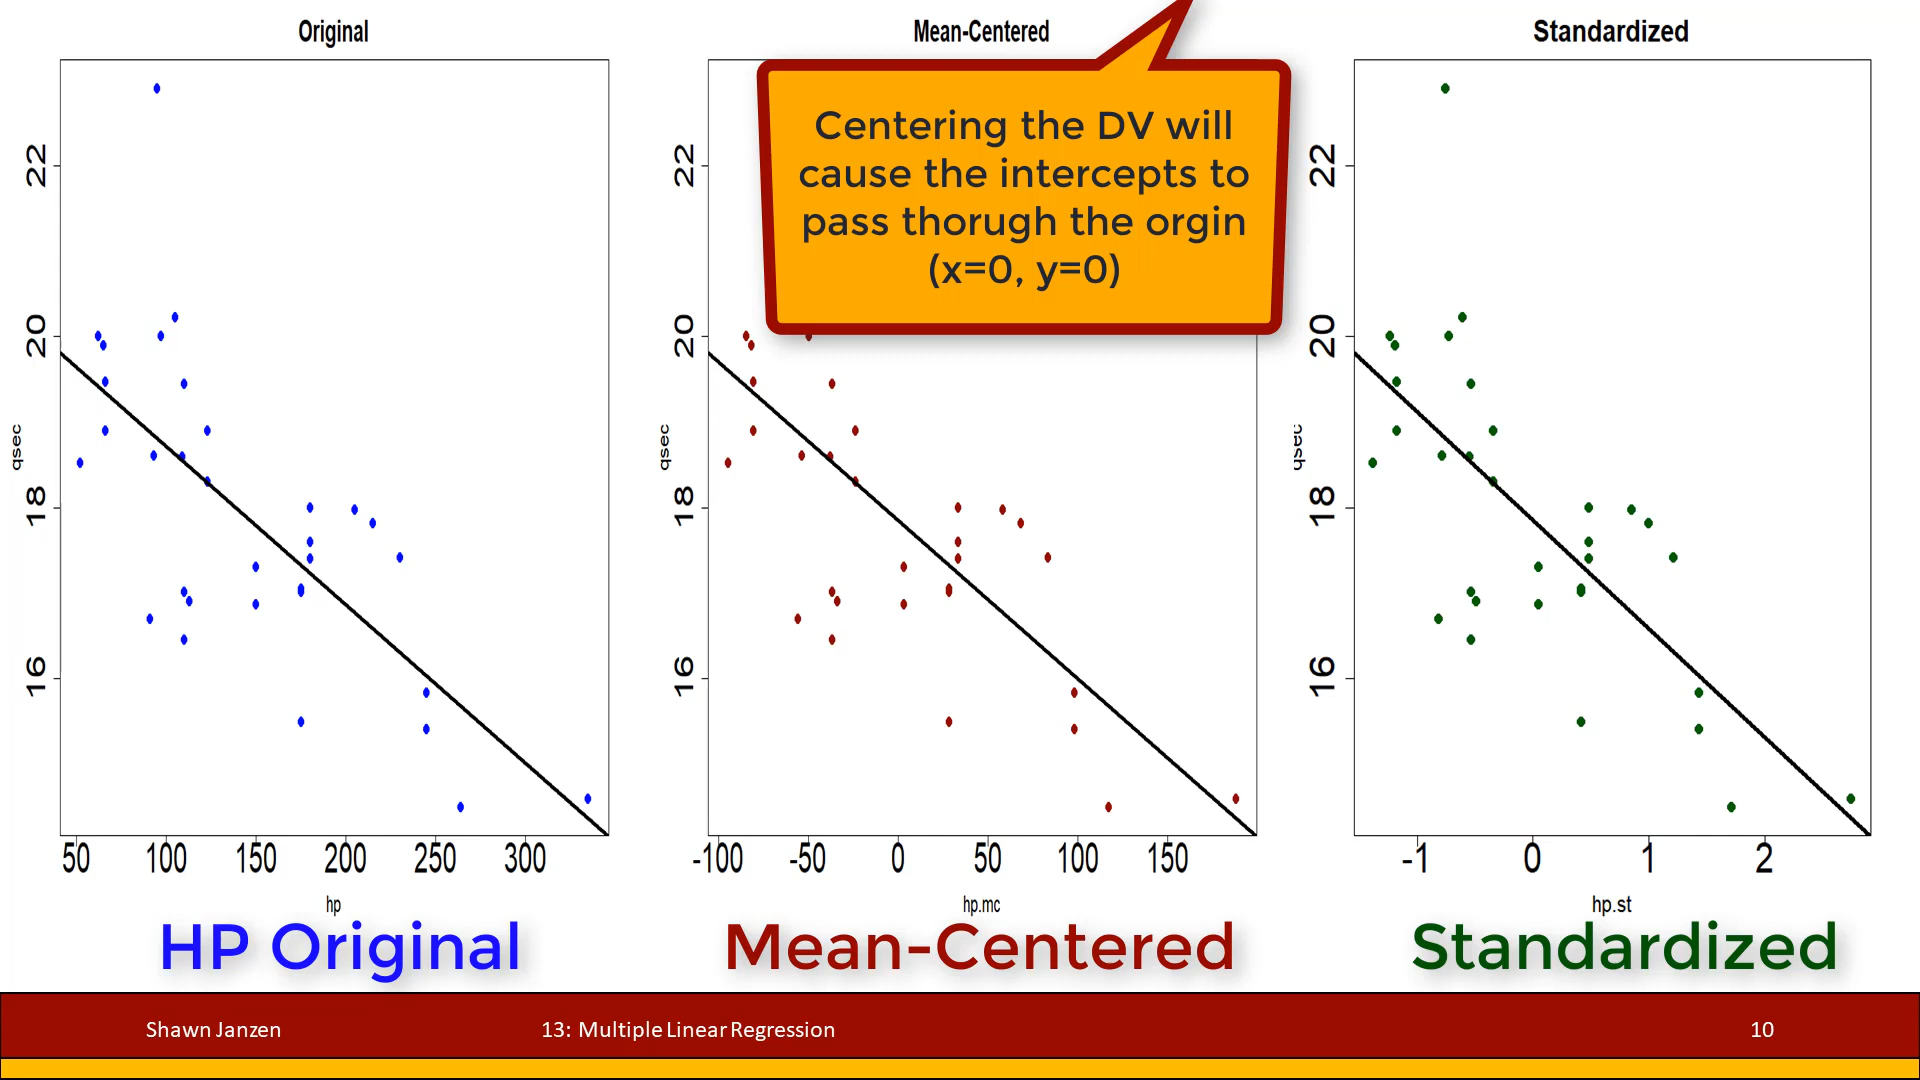 Original
22
20
18
16
qsec
50 100 150 200 250 300
hp
HP Original
Mean-Centered
Centering the DV will
cause the intercepts to
pass thorugh the orgin
(x=0, y=0)
22
20
18
16
qsec
-100 -50 0 50 100 150
hp.mc
Mean-Centered
Standardized
22
20
18
16
qsec
-1 0 1 2
hp.st
Standardized
Shawn Janzen
13: Multiple Linear Regression
10